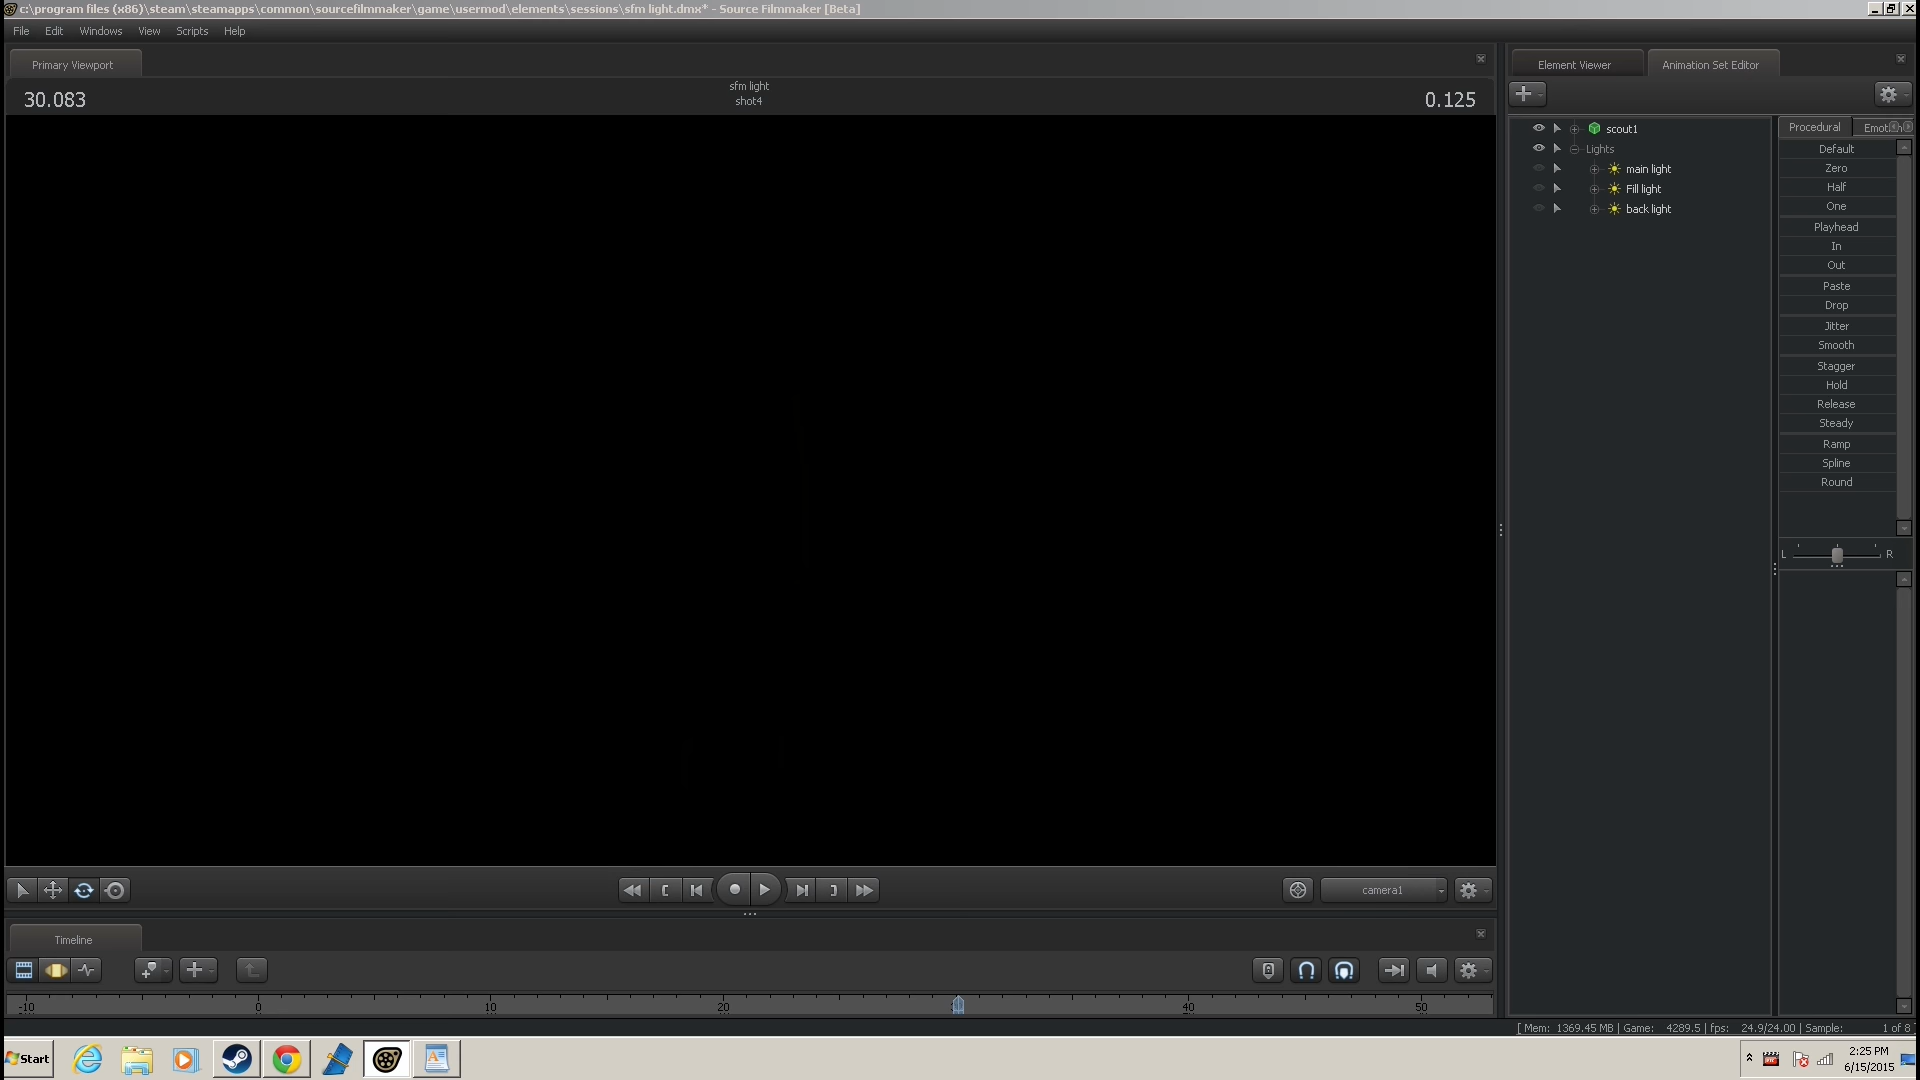 c:\program files (x86)\steam\steamapps\common\sourcefilmmaker\game\usermod\elements\sessions\sfm light.dmx* - Source Filmmaker [Beta]
File Edit Windows View Scripts Help
Primary Viewport
Element Viewer
Animation Set Editor
30.083
sfm light
shot4
0.125
scout1
Lights
main light
Fill light
back light
Procedural
Default
Zero
Half
One
Playhead
In
Out
Paste
Drop
Jitter
Smooth
Stagger
Hold
Release
Steady
Ramp
Spline
Round
L R
camera1
Timeline
-10 0 10 20 40 50
[ Mem: 1369.45 MB | Game: 4289.5 | fps: 24.9/24.00 | Sample: 1 of 8
Start
2:25 PM
6/15/2015